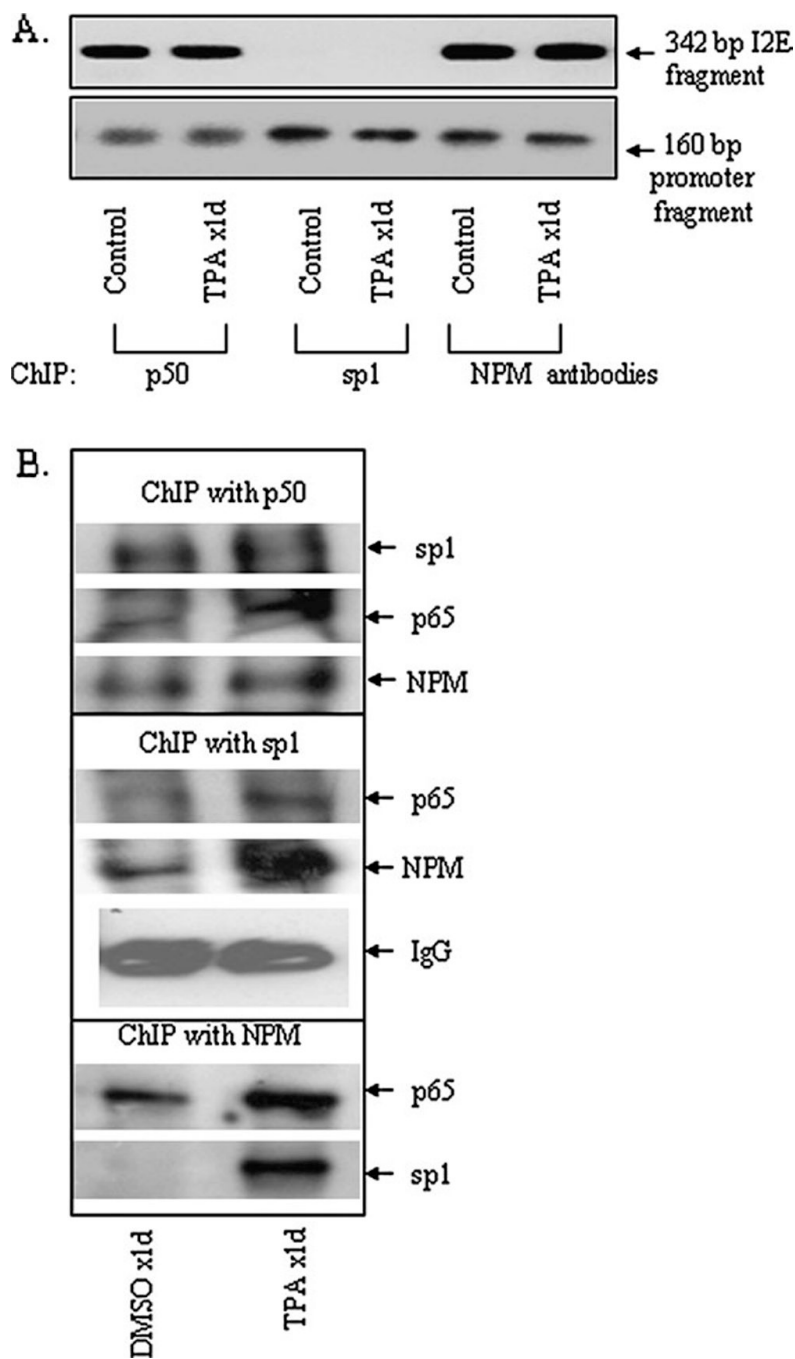 A.
342 bp I2E
fragment
160 bp
promoter
fragment
Control
TPA x1d
Control
TPA x1d
Control
TPA x1d
ChIP: p50 sp1 NPM antibodies
B.
ChIP with p50
sp1
p65
NPM
ChIP with sp1
p65
NPM
IgG
ChIP with NPM
p65
sp1
DMSO x1d
TPA x1d